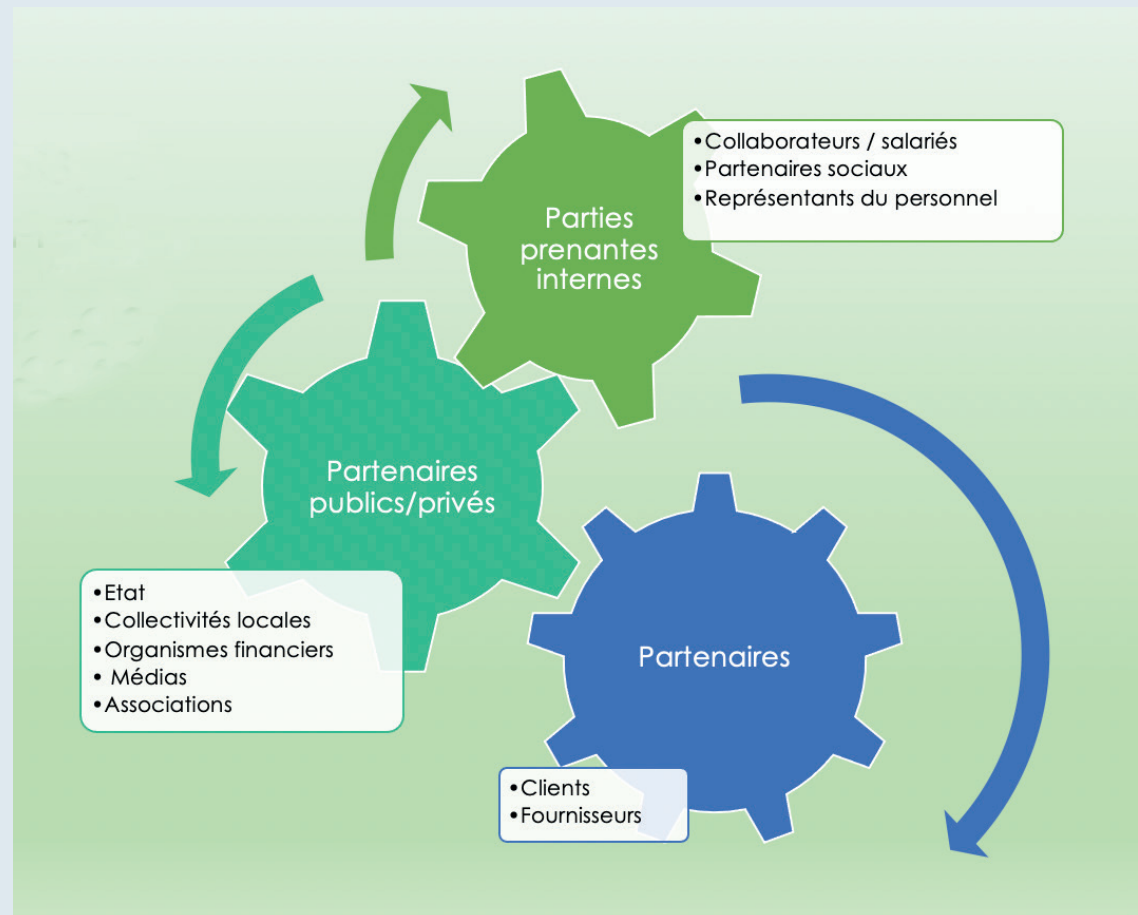 Parties
prenantes
internes
•Collaborateurs / salariés
•Partenaires sociaux
•Représentants du personnel
Partenaires
publics/privés
•Etat
•Collectivités locales
•Organismes financiers
• Médias
•Associations
Partenaires
•Clients
•Fournisseurs